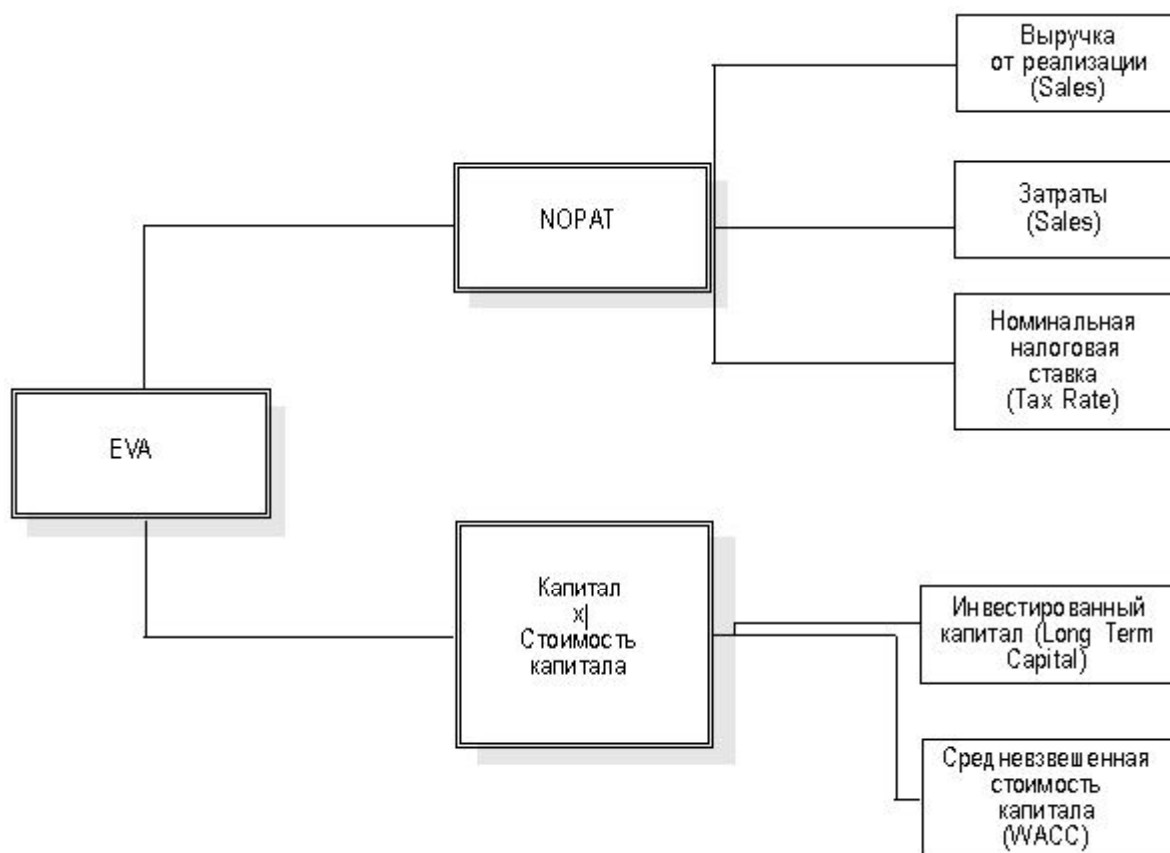 Выручка
от реализации
(Sales)
NOPAT
Затраты
(Sales)
Номинальная
налоговая
ставка
(Tax Rate)
EVA
Капитал
x|
Стоимость
капитала
Инвестированный
капитал (Long Term
Capital)
Средневзвешенная
стоимость
капитала
(WACC)